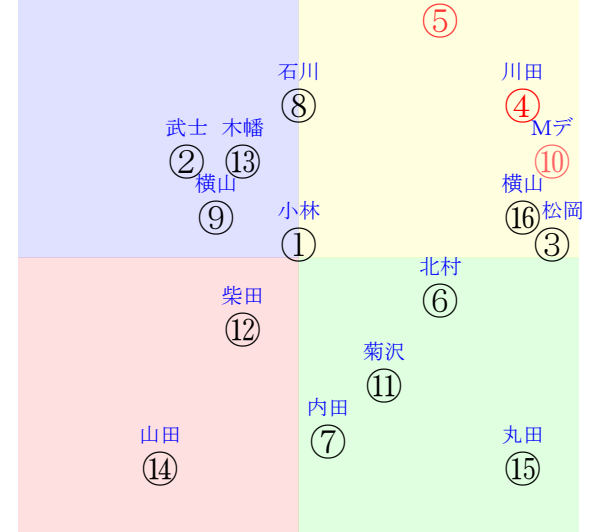 ⑤
石川
⑧
川田
④
武士
②
木幡
⑬
Mデ
⑩
横山
⑨
横山
⑯
小林
①
松岡
③
北村
⑥
柴田
⑫
菊沢
⑪
内田
⑦
山田
⑭
丸田
⑮